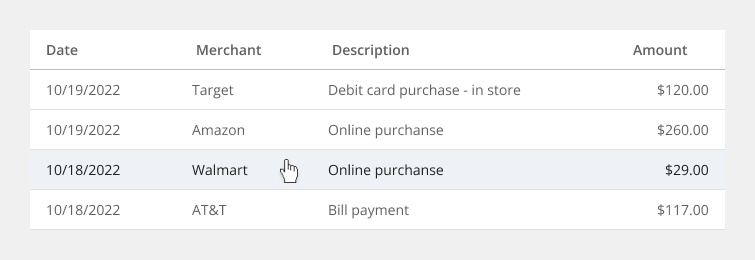 Date Merchant Description Amount
10/19/2022 Target Debit card purchase - in store $120.00
10/19/2022 Amazon Online purchanse $260.00
10/18/2022 Walmart Online purchanse $29.00
10/18/2022 AT&T Bill payment $117.00